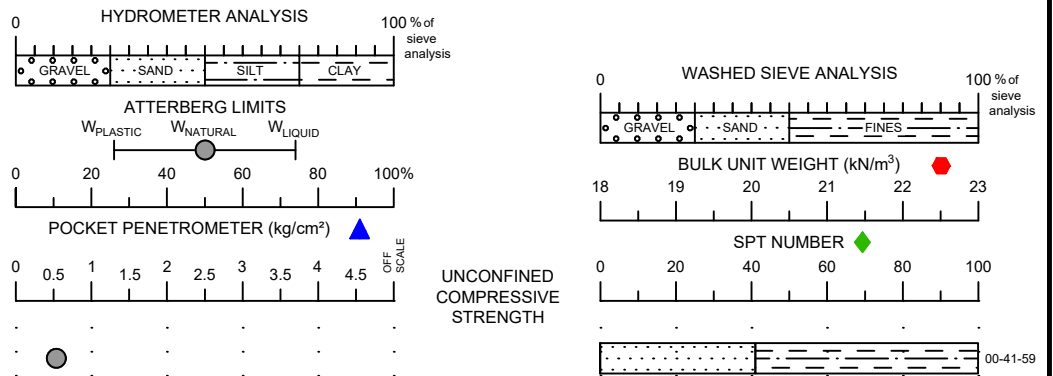 HYDROMETER ANALYSIS
0 100 % of sieve analysis
GRAVEL SAND SILT CLAY
ATTERBERG LIMITS
WPLASTIC WNATURAL WLIQUID
0 20 40 60 80 100%
POCKET PENETROMETER (kg/cm²)
OFF SCALE
0 0.5 1 1.5 2 2.5 3 3.5 4 4.5
UNCONFINED
COMPRESSIVE
STRENGTH
WASHED SIEVE ANALYSIS
0 100 % of sieve analysis
GRAVEL SAND FINES
BULK UNIT WEIGHT (kN/m³)
18 19 20 21 22 23
SPT NUMBER
0 20 40 60 80 100
00-41-59